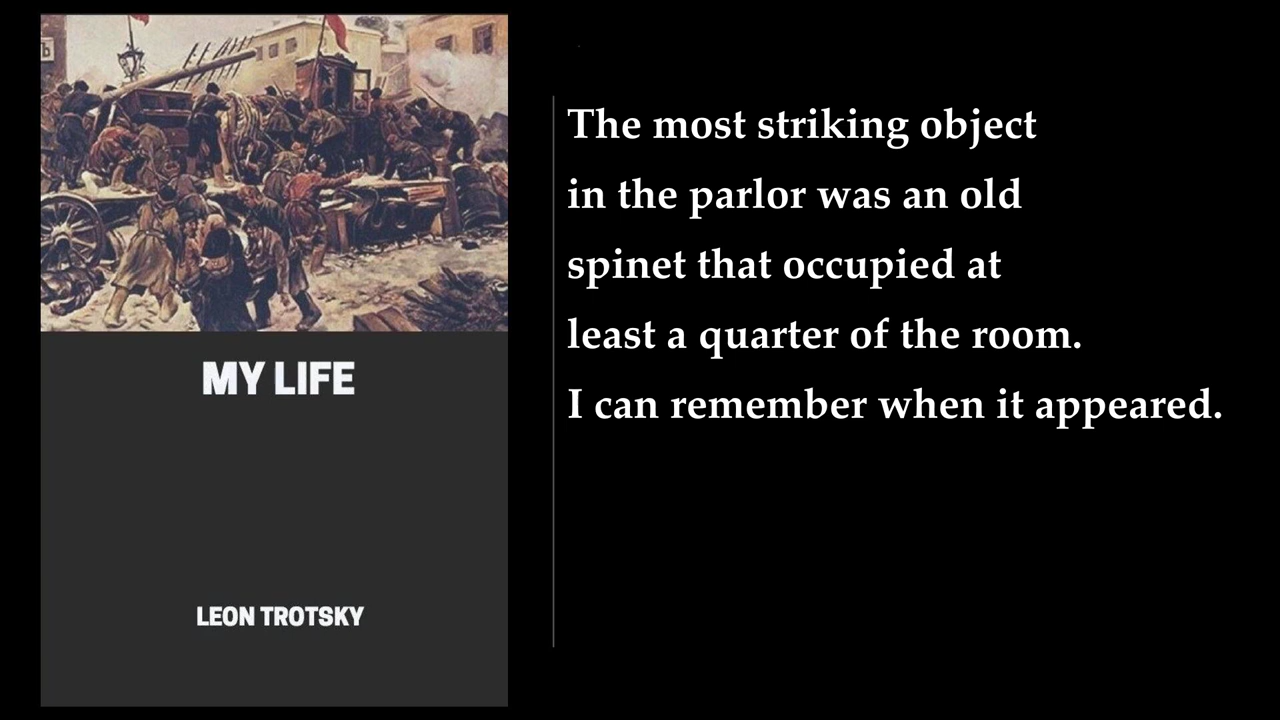 MY LIFE
LEON TROTSKY
The most striking object
in the parlor was an old
spinet that occupied at
least a quarter of the room.
I can remember when it appeared.